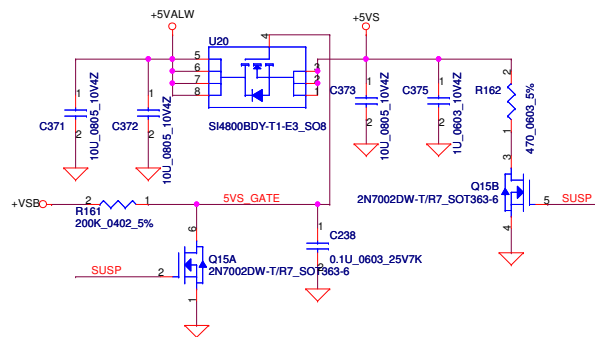 +5VALW
+5VS
U20
4
5
6
7
8
3
2
1
SI4800BDY-T1-E3_SO8
1
2
C371
10U_0805_10V4Z
1
2
C372
10U_0805_10V4Z
1
2
C373
10U_0805_10V4Z
1
2
C375
1U_0603_10V4Z
2
R162
1
470_0603_5%
3
Q15B
2N7002DW-T/R7_SOT363-6
5
SUSP
4
+VSB
2
1
R161
200K_0402_5%
5VS_GATE
6
Q15A
2N7002DW-T/R7_SOT363-6
SUSP
2
1
1
2
C238
0.1U_0603_25V7K